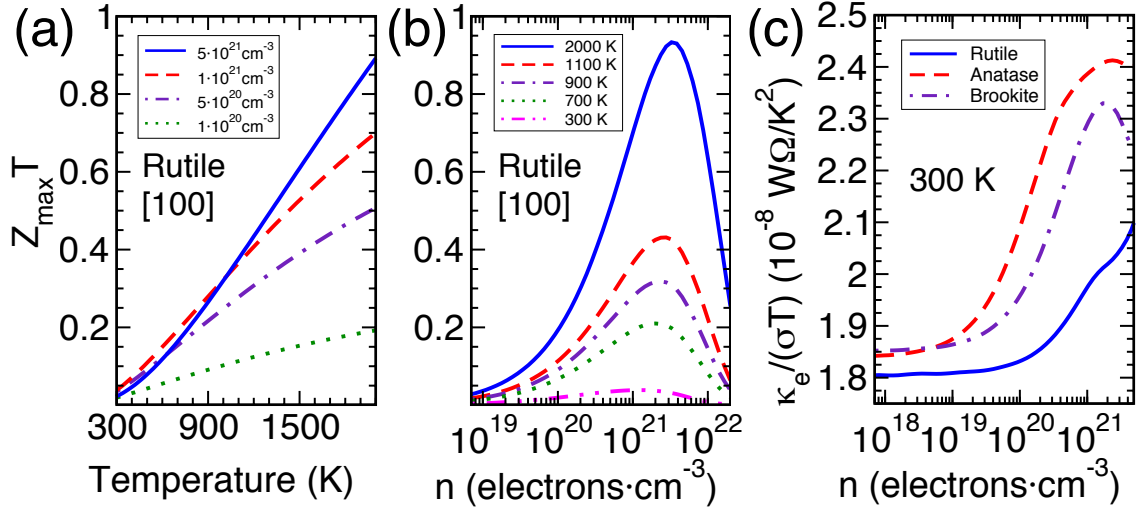 (a)
5·10²¹cm⁻³
1·10²¹cm⁻³
5·10²⁰cm⁻³
1·10²⁰cm⁻³
Rutile
[100]
Z_maxT
1
0.8
0.6
0.4
0.2
300 900 1500
Temperature (K)
(b)
2000 K
1100 K
900 K
700 K
300 K
Rutile
[100]
1
0.8
0.6
0.4
0.2
10¹⁹ 10²⁰ 10²¹ 10²²
n (electrons·cm⁻³)
(c)
Rutile
Anatase
Brookite
300 K
κ_e/(σT) (10⁻⁸ WΩ/K²)
2.5
2.4
2.3
2.2
2.1
2
1.9
1.8
10¹⁸ 10¹⁹ 10²⁰ 10²¹
n (electrons·cm⁻³)